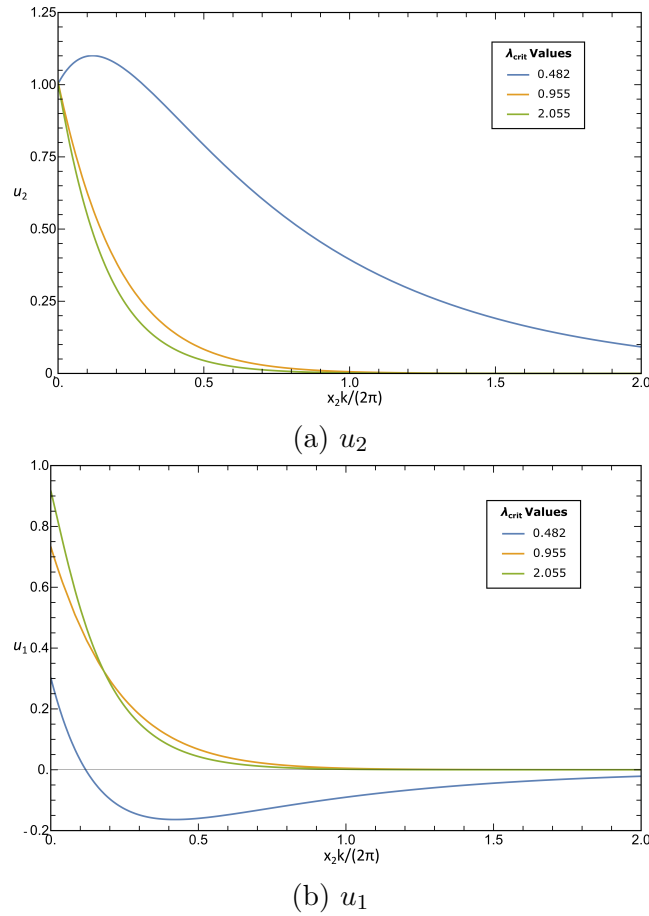 1.25
1.00
0.75
0.50
0.25
0.
u₂
λcrit Values
0.482
0.955
2.055
0. 0.5 1.0 1.5 2.0
x₂k/(2π)
(a) u₂
1.0
0.8
0.6
u₁ 0.4
0.2
0.
-0.2
λcrit Values
0.482
0.955
2.055
0. 0.5 1.0 1.5 2.0
x₂k/(2π)
(b) u₁